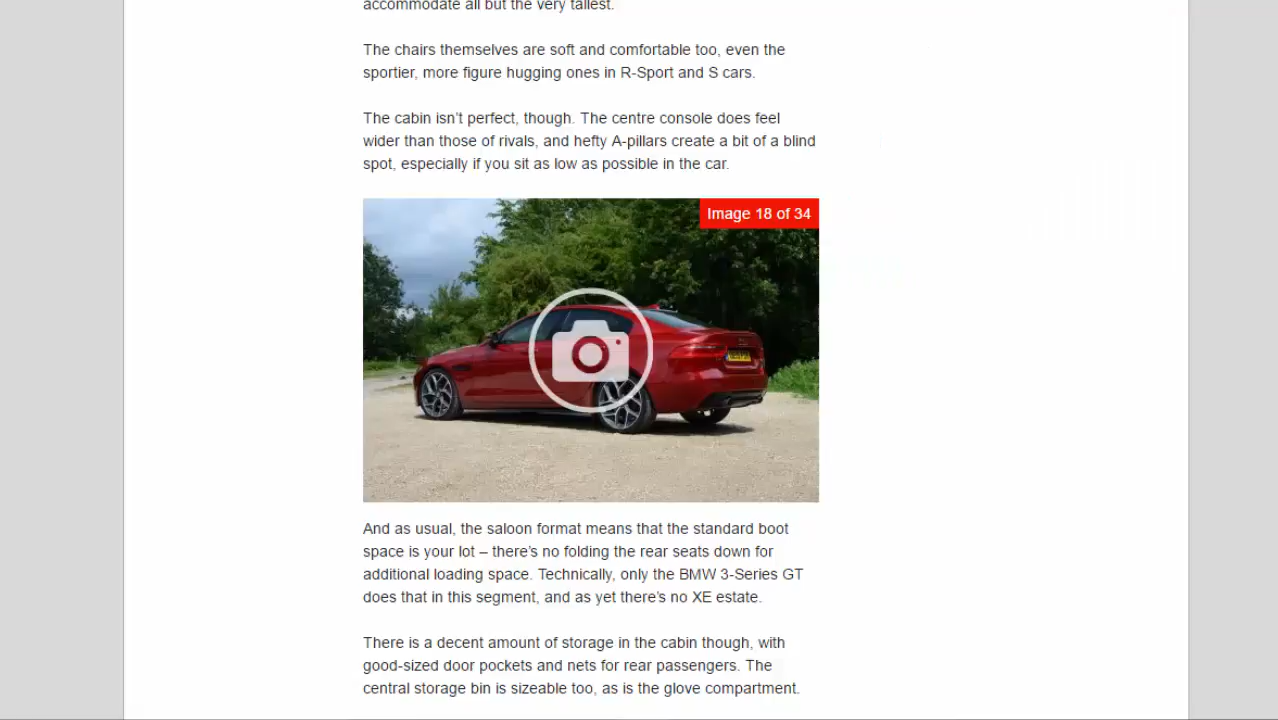 accommodate all but the very tallest.
The chairs themselves are soft and comfortable too, even the
sportier, more figure hugging ones in R-Sport and S cars.
The cabin isn’t perfect, though. The centre console does feel
wider than those of rivals, and hefty A-pillars create a bit of a blind
spot, especially if you sit as low as possible in the car.
Image 18 of 34
And as usual, the saloon format means that the standard boot
space is your lot – there’s no folding the rear seats down for
additional loading space. Technically, only the BMW 3-Series GT
does that in this segment, and as yet there’s no XE estate.
There is a decent amount of storage in the cabin though, with
good-sized door pockets and nets for rear passengers. The
central storage bin is sizeable too, as is the glove compartment.